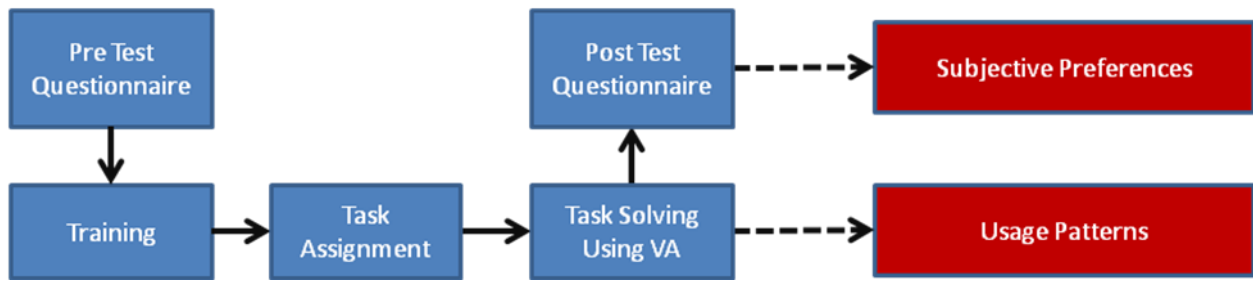 Pre Test
Questionnaire
Post Test
Questionnaire
Subjective Preferences
Training
Task
Assignment
Task Solving
Using VA
Usage Patterns